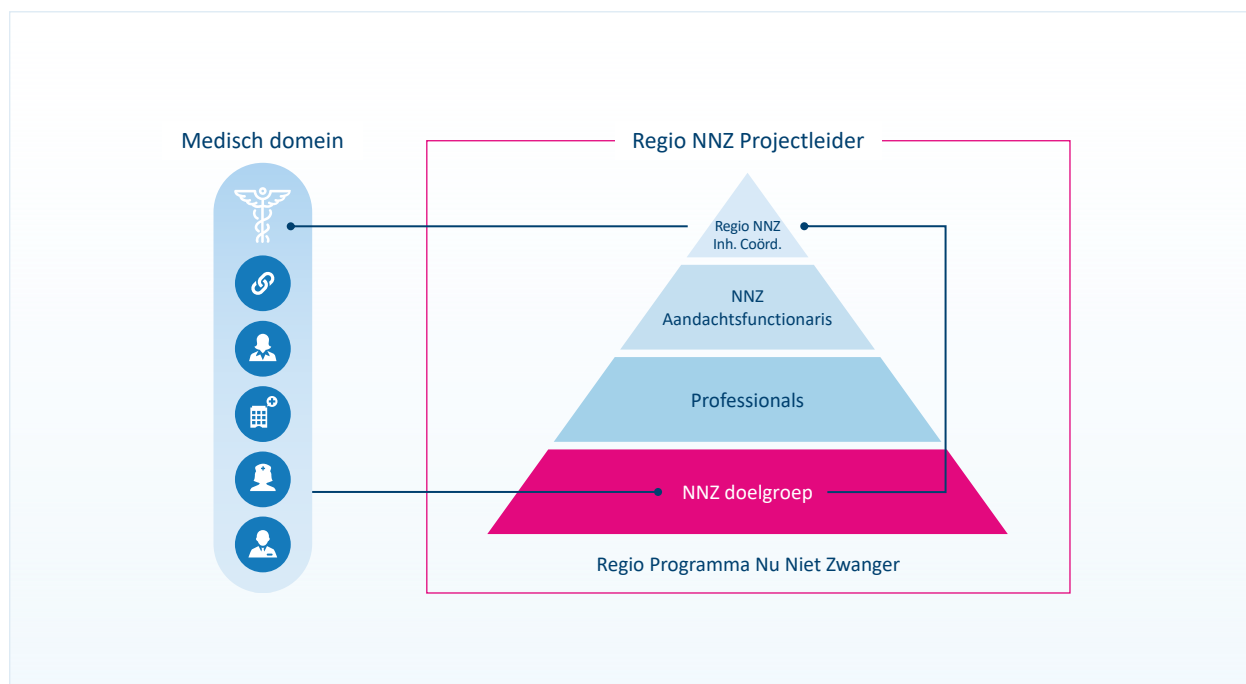 Medisch domein
Regio NNZ Projectleider
Regio NNZ
Inh. Coörd.
NNZ
Aandachtsfunctionaris
Professionals
NNZ doelgroep
Regio Programma Nu Niet Zwanger